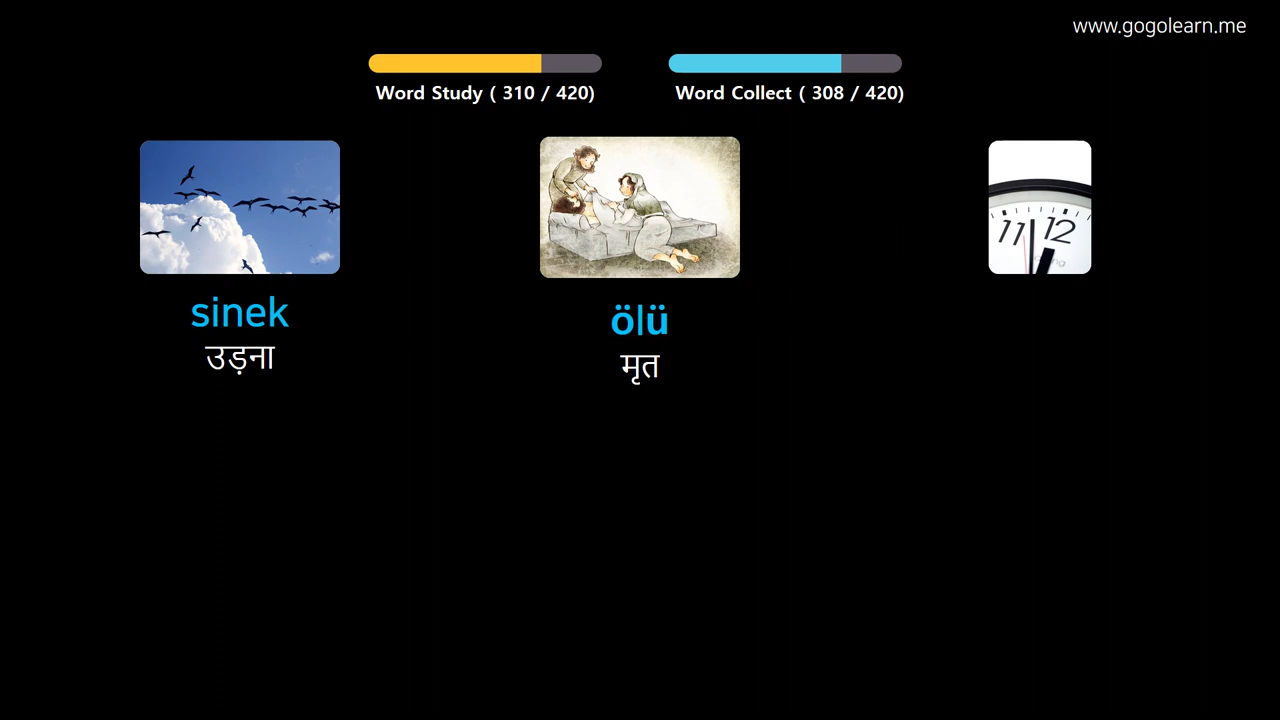 www.gogolearn.me
Word Study ( 310 / 420)
Word Collect ( 308 / 420)
11 12
sinek
उड़ना
ölü
मृत